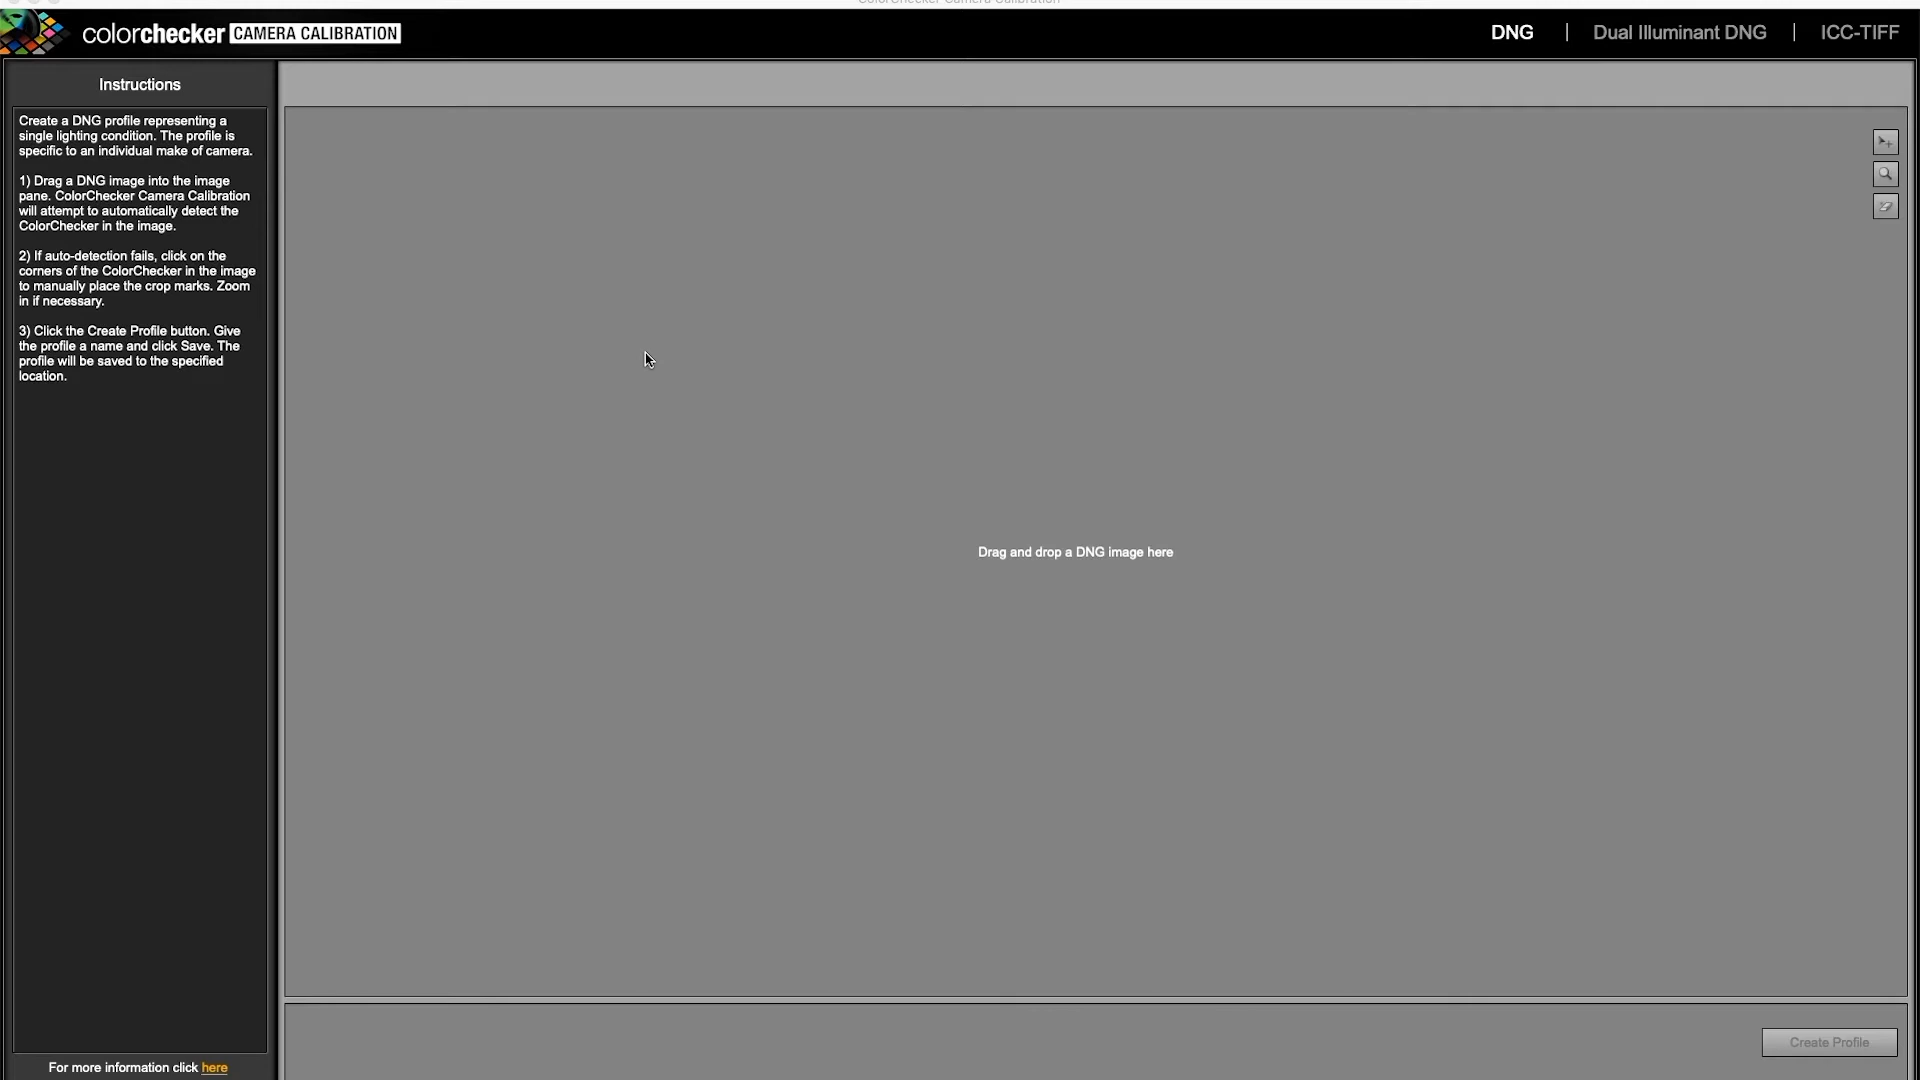 ColorChecker Camera Calibration
colorchecker CAMERA CALIBRATION
DNG | Dual Illuminant DNG | ICC-TIFF
Instructions
Create a DNG profile representing a
single lighting condition. The profile is
specific to an individual make of camera.
1) Drag a DNG image into the image
pane. ColorChecker Camera Calibration
will attempt to automatically detect the
ColorChecker in the image.
2) If auto-detection fails, click on the
corners of the ColorChecker in the image
to manually place the crop marks. Zoom
in if necessary.
3) Click the Create Profile button. Give
the profile a name and click Save. The
profile will be saved to the specified
location.
Drag and drop a DNG image here
Create Profile
For more information click here